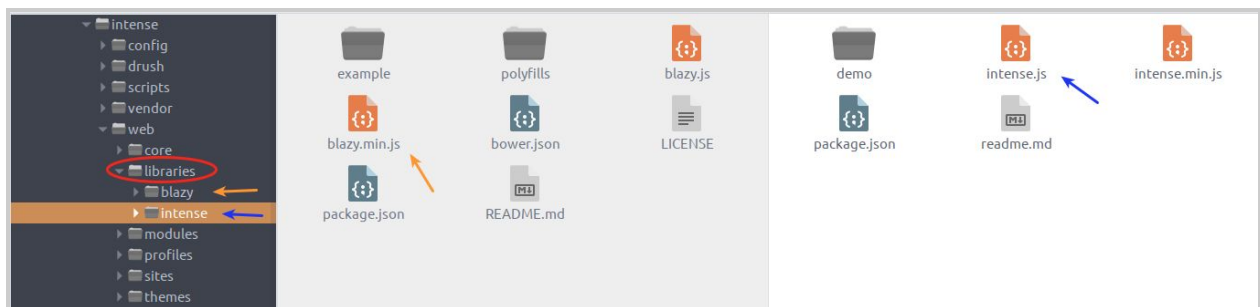 intense
config
drush
scripts
vendor
web
core
libraries
blazy
intense
modules
profiles
sites
themes
example polyfills blazy.js
blazy.min.js bower.json LICENSE
package.json README.md
demo intense.js intense.min.js
package.json readme.md